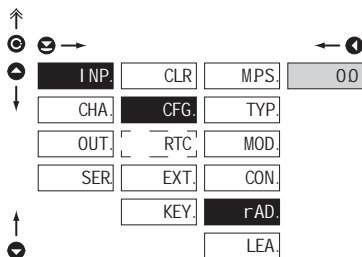 INP. CLR MPS. 00
CHA. CFG. TYP.
OUT. RTC MOD.
SER. EXT. CON.
KEY. rAD.
LEA.